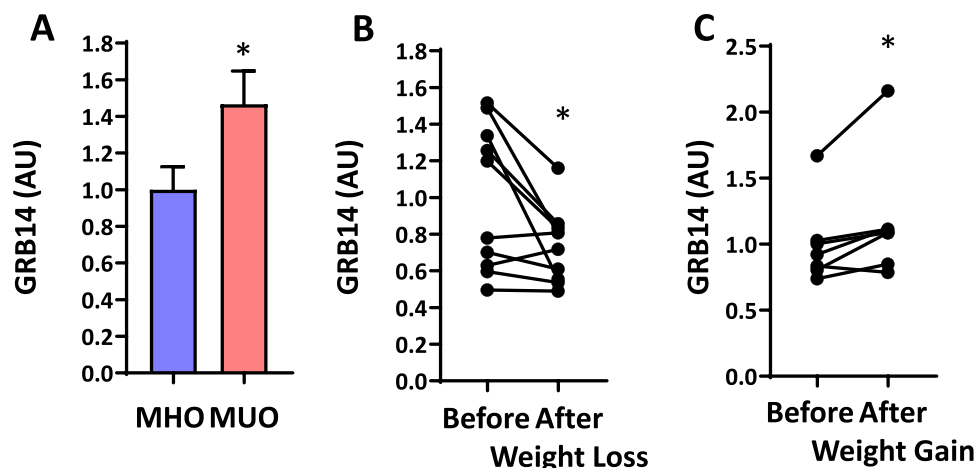 A
GRB14 (AU)
1.8
1.6
1.4
1.2
1.0
0.8
0.6
0.4
0.2
0.0
*
MHO MUO
B
GRB14 (AU)
1.8
1.6
1.4
1.2
1.0
0.8
0.6
0.4
0.2
0.0
*
Before After
Weight Loss
C
GRB14 (AU)
2.5
2.0
1.5
1.0
0.5
0.0
*
Before After
Weight Gain